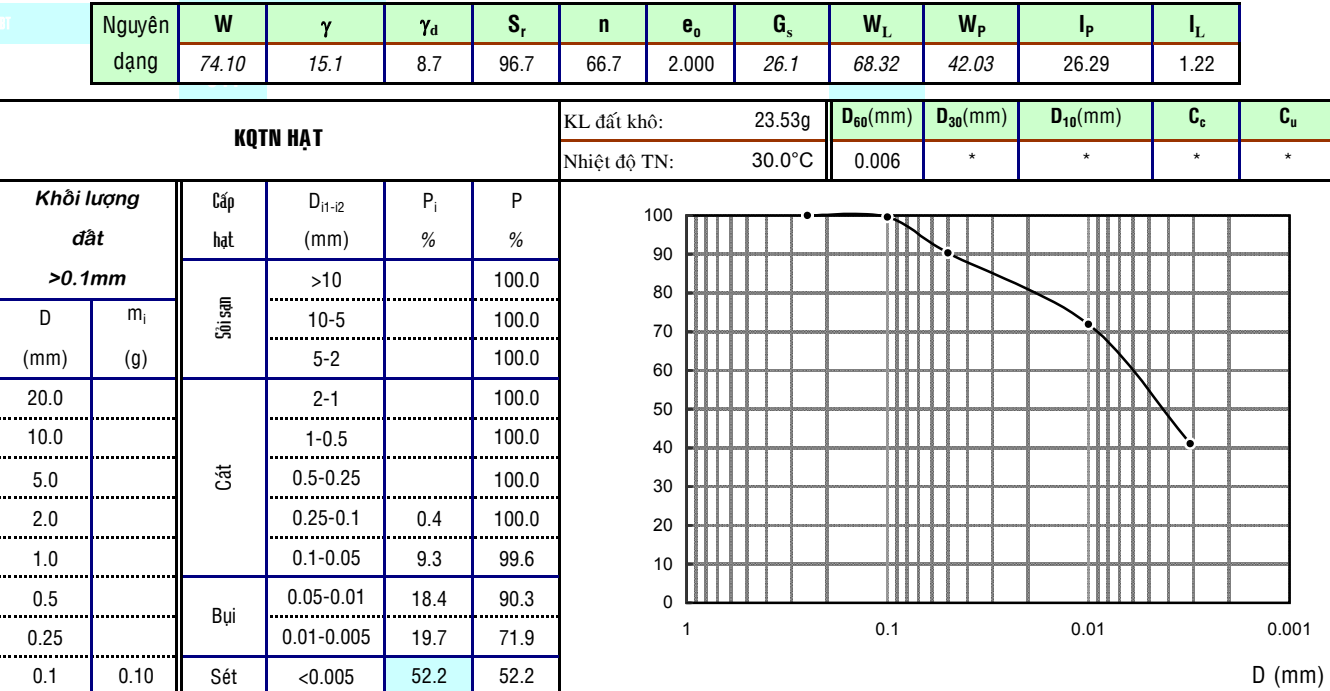 Nguyên dạng W γ γd Sr n eo Gs WL WP IP IL
74.10 15.1 8.7 96.7 66.7 2.000 26.1 68.32 42.03 26.29 1.22
KQTN HẠT
KL đất khô: 23.53g D60(mm) D30(mm) D10(mm) Cc Cu
Nhiệt độ TN: 30.0°C 0.006 * * * *
Khối lượng đất >0.1mm
D (mm) mi (g)
20.0
10.0
5.0
2.0
1.0
0.5
0.25
0.1 0.10
Cấp hạt Di1-i2 (mm) Pi % P %
Sỏi sạn
>10 100.0
10-5 100.0
5-2 100.0
Cát
2-1 100.0
1-0.5 100.0
0.5-0.25 100.0
0.25-0.1 0.4 100.0
0.1-0.05 9.3 99.6
Bụi
0.05-0.01 18.4 90.3
0.01-0.005 19.7 71.9
Sét <0.005 52.2 52.2
100
90
80
70
60
50
40
30
20
10
0
1 0.1 0.01 0.001
D (mm)